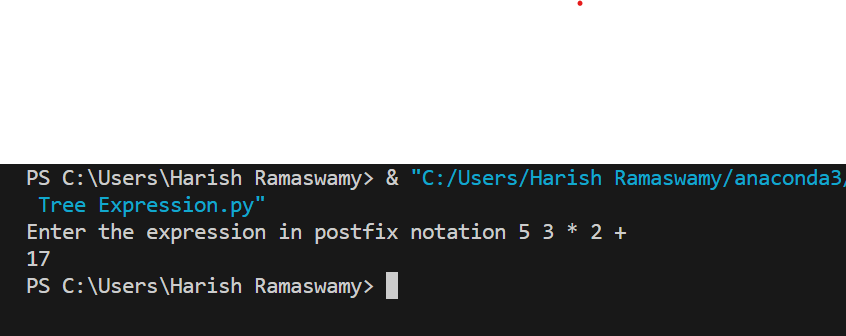 PS C:\Users\Harish Ramaswamy> & "C:/Users/Harish Ramaswamy/anaconda3/
Tree Expression.py"
Enter the expression in postfix notation 5 3 * 2 +
17
PS C:\Users\Harish Ramaswamy>